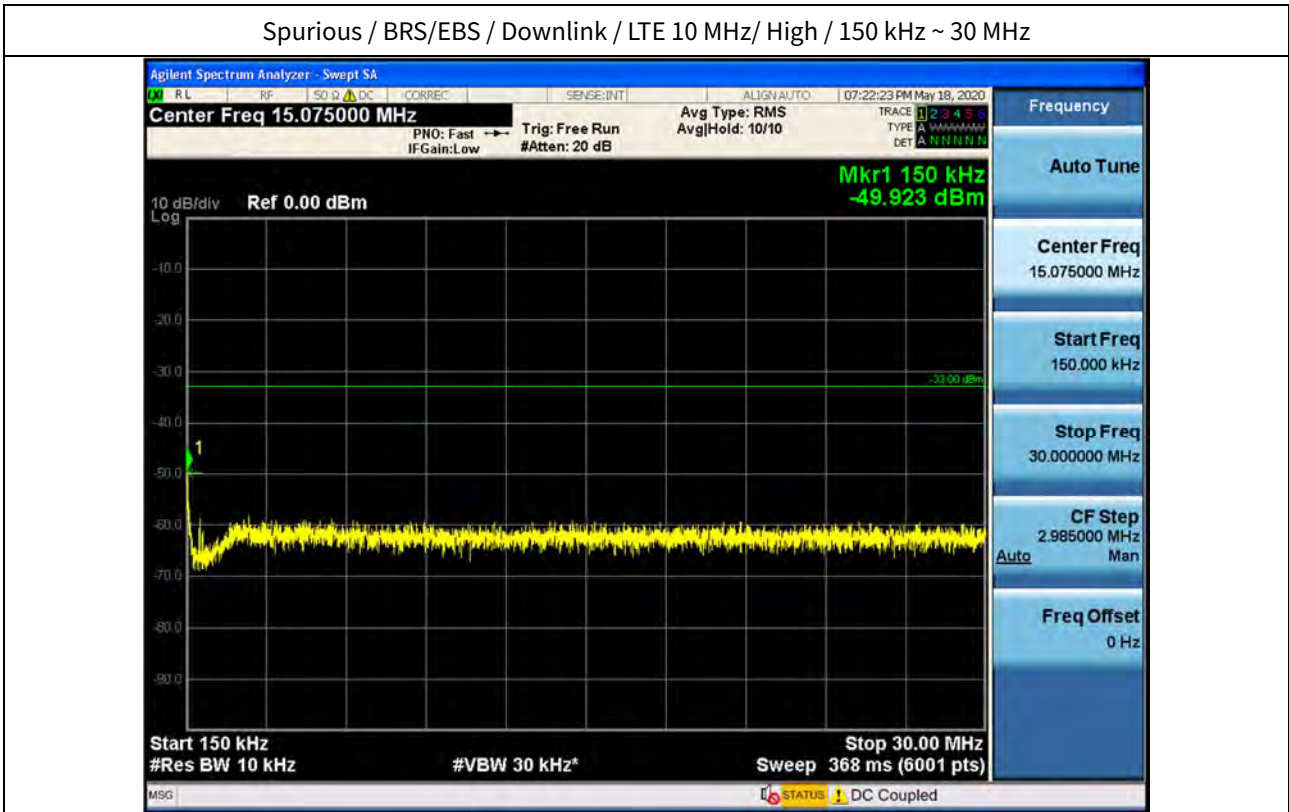 Spurious / BRS/EBS / Downlink / LTE 10 MHz/ High / 150 kHz ~ 30 MHz
Agilent Spectrum Analyzer - Swept SA
LXI RL RF 50 Ω DC CORREC SENSE:INT ALIGN AUTO 07:22:23 PM May 18, 2020
Center Freq 15.075000 MHz
PNO: Fast
IFGain:Low
Trig: Free Run
#Atten: 20 dB
Avg Type: RMS
Avg|Hold: 10/10
TRACE 1 2 3 4 5 6
TYPE A WWWWW
DET A N N N N N
Mkr1 150 kHz
-49.923 dBm
10 dB/div Ref 0.00 dBm
Log
-10.0
-20.0
-30.0
-33.00 dBm
-40.0
1
-50.0
-60.0
-70.0
-80.0
-90.0
Start 150 kHz Stop 30.00 MHz
#Res BW 10 kHz #VBW 30 kHz* Sweep 368 ms (6001 pts)
MSG STATUS DC Coupled
Frequency
Auto Tune
Center Freq
15.075000 MHz
Start Freq
150.000 kHz
Stop Freq
30.000000 MHz
CF Step
2.985000 MHz
Auto Man
Freq Offset
0 Hz